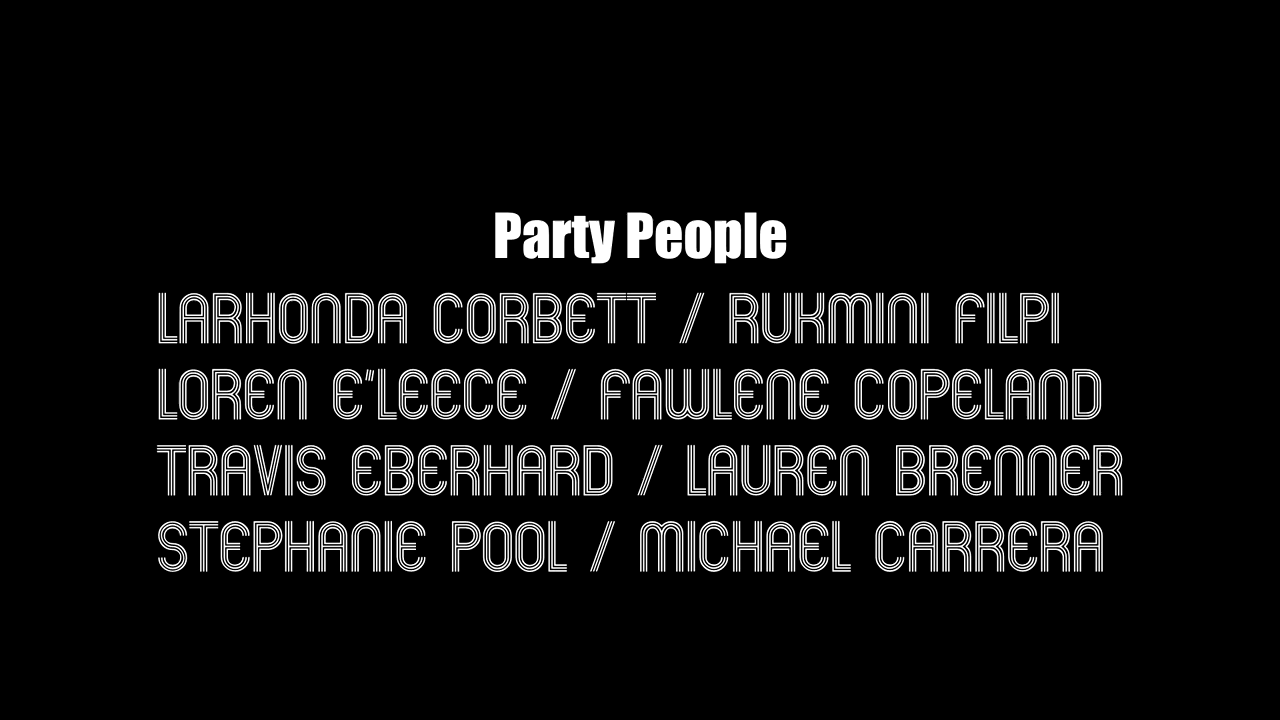 Party People
LARHONDA CORBETT / RUKMINI FILPI
LOREN E"LEECE / FAWLENE COPELAND
TRAVIS EBERHARD / LAUREN BRENNER
STEPHANIE POOL / MICHAEL CARRERA